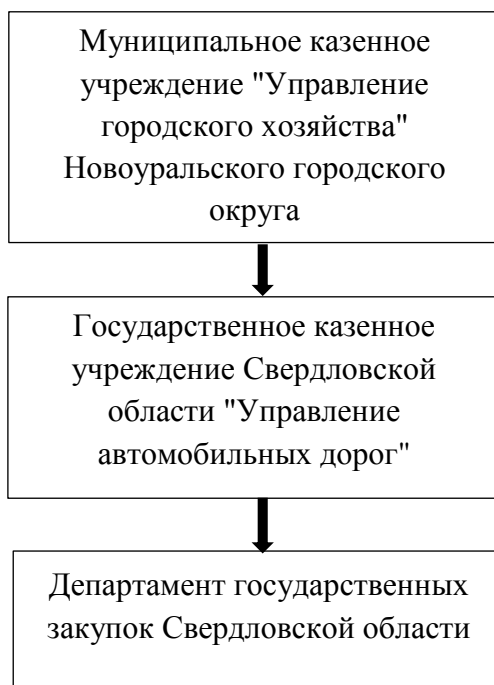 Муниципальное казенное
учреждение "Управление
городского хозяйства"
Новоуральского городского
округа
Государственное казенное
учреждение Свердловской
области "Управление
автомобильных дорог"
Департамент государственных
закупок Свердловской области